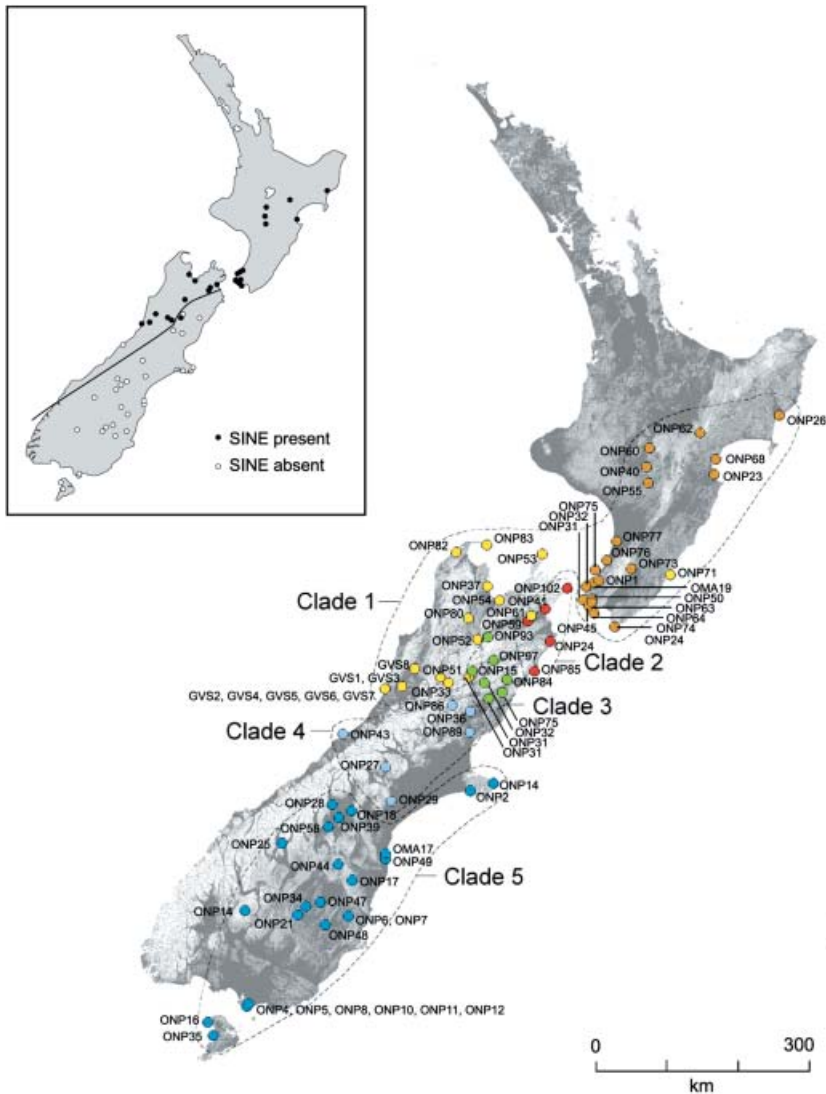 SINE present
SINE absent
ONP26
ONP62
ONP60
ONP68
ONP40
ONP23
ONP55
ONP75
ONP32
ONP31
ONP77
ONP83
ONP82
ONP76
ONP53
ONP73
ONP71
ONP1
ONP37
ONP102
OMA19
Clade 1
ONP54
ONP41
ONP50
ONP61
ONP63
ONP80
ONP59
ONP64
ONP93
ONP45
ONP74
ONP52
ONP24
ONP24
Clade 2
ONP97
GVS8
ONP51
ONP15
ONP85
GVS1, GVS3
ONP84
GVS2, GVS4, GVS5, GVS6, GVS7
ONP33
ONP86
Clade 3
ONP75
ONP36
ONP32
Clade 4
ONP43
ONP89
ONP31
ONP31
ONP27
ONP14
ONP2
ONP28
ONP18
ONP29
ONP58
ONP39
ONP25
OMA17
ONP49
ONP44
Clade 5
ONP17
ONP34
ONP47
ONP14
ONP21
ONP6, ONP7
ONP48
ONP4, ONP5, ONP8, ONP10, ONP11, ONP12
ONP16
ONP35
0
300
km